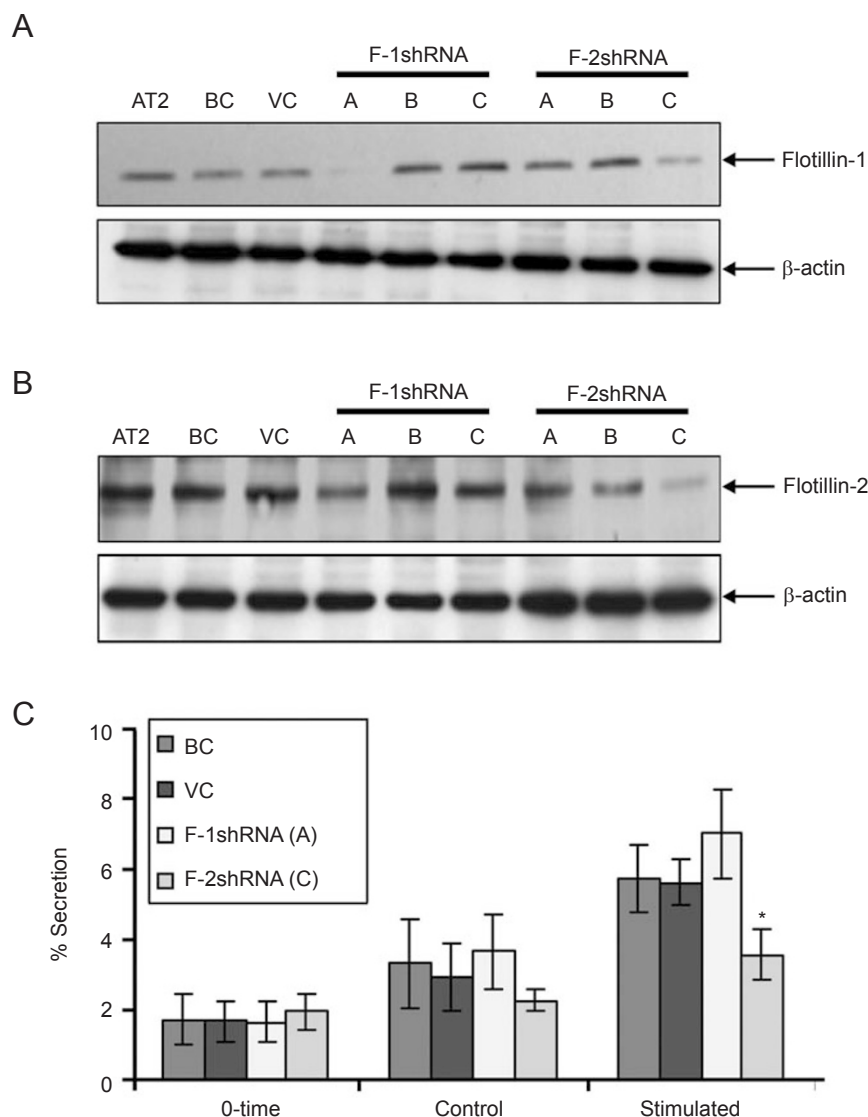 A
F-1shRNA F-2shRNA
AT2 BC VC A B C A B C
Flotillin-1
β-actin
B
F-1shRNA F-2shRNA
AT2 BC VC A B C A B C
Flotillin-2
β-actin
C
10
8
6
4
2
0
% Secretion
BC
VC
F-1shRNA (A)
F-2shRNA (C)
*
0-time Control Stimulated